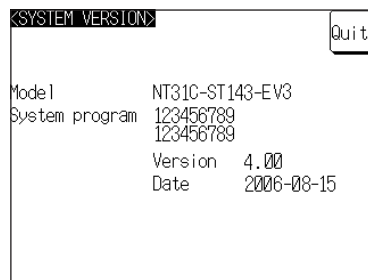 <SYSTEM VERSION>
Quit
Model NT31C-ST143-EV3
System program 123456789
123456789
Version 4.00
Date 2006-08-15